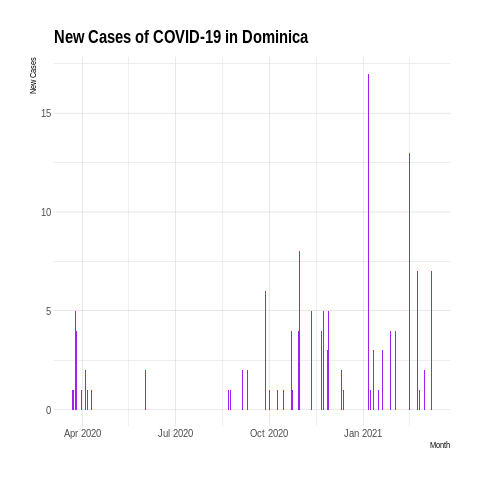 New Cases of COVID-19 in Dominica
New Cases
15
10
5
0
Apr 2020 Jul 2020 Oct 2020 Jan 2021
Month